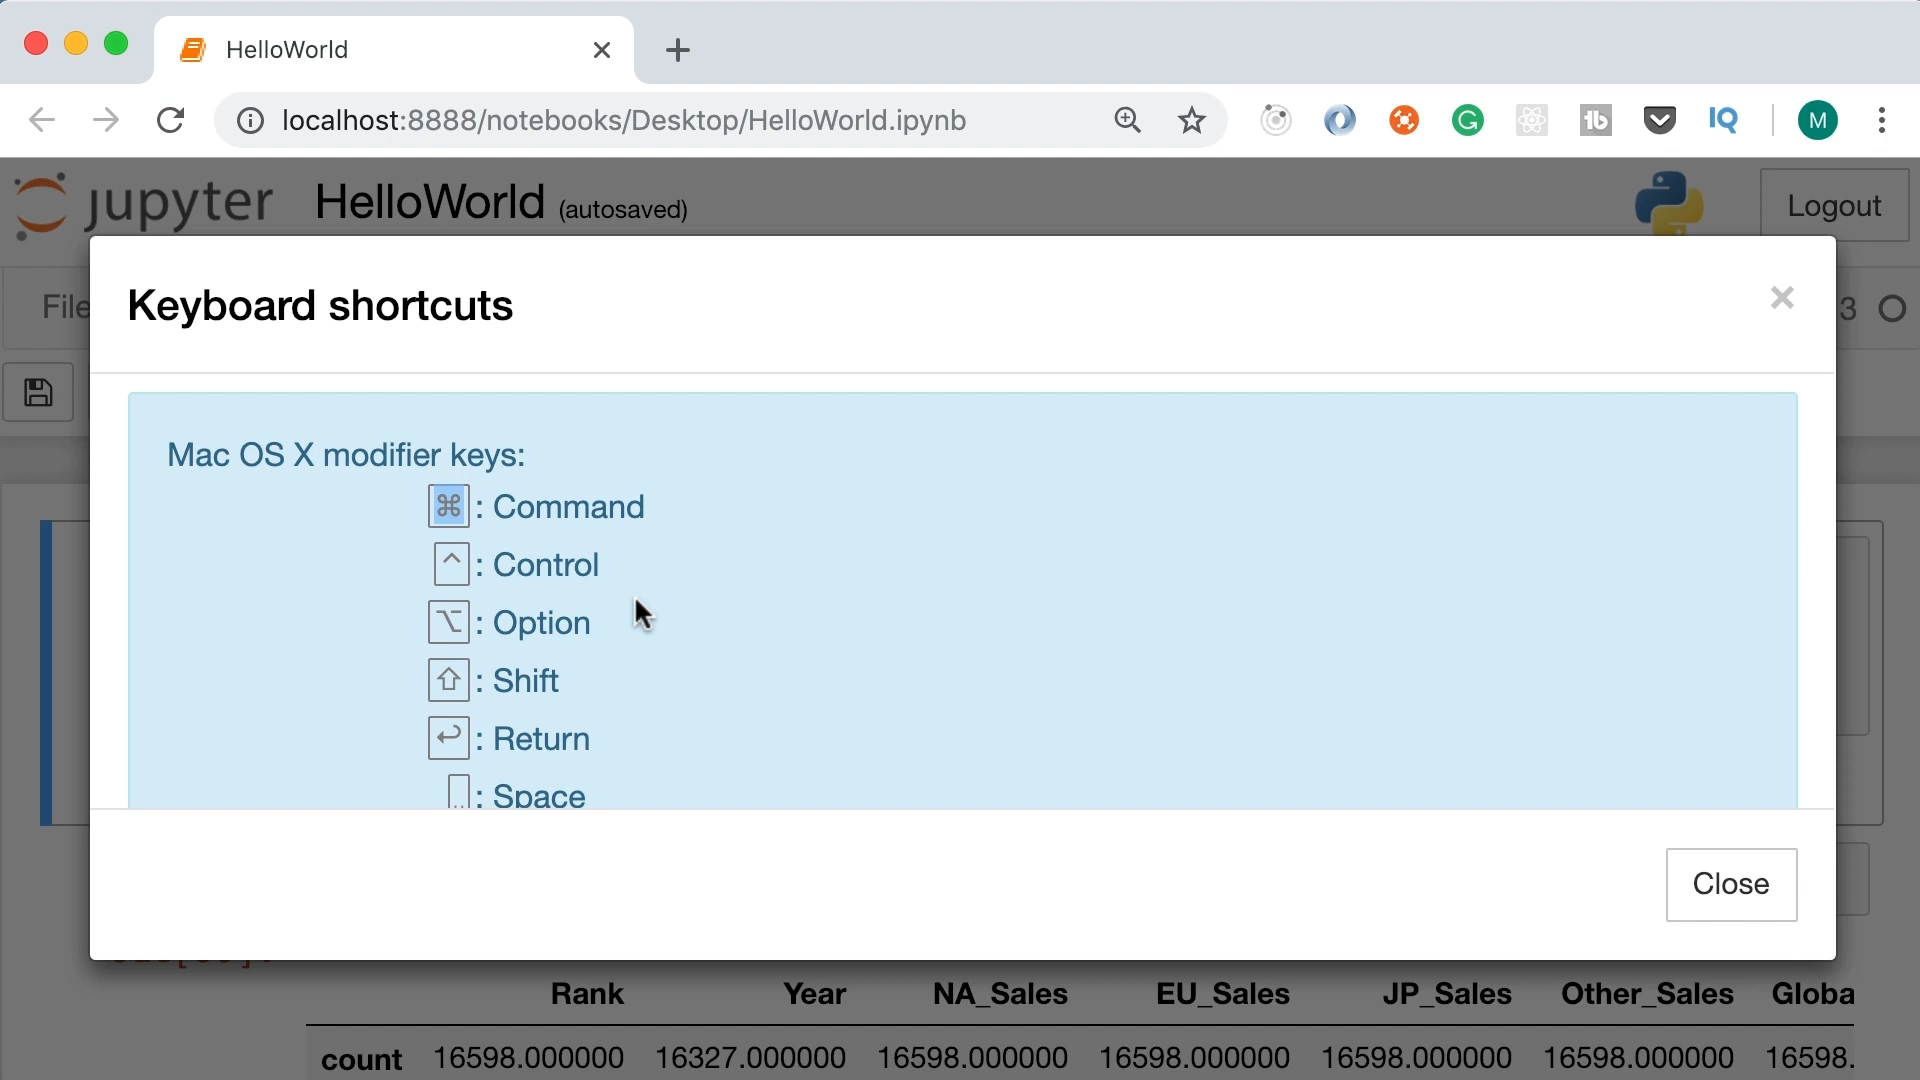 HelloWorld
localhost:8888/notebooks/Desktop/HelloWorld.ipynb
IQ
M
jupyter HelloWorld (autosaved)
Logout
File
3
Keyboard shortcuts
×
Mac OS X modifier keys:
⌘ : Command
^ : Control
⌥ : Option
⇧ : Shift
↩ : Return
␣ : Space
Close
Rank Year NA_Sales EU_Sales JP_Sales Other_Sales Globa
count 16598.000000 16327.000000 16598.000000 16598.000000 16598.000000 16598.000000 16598.